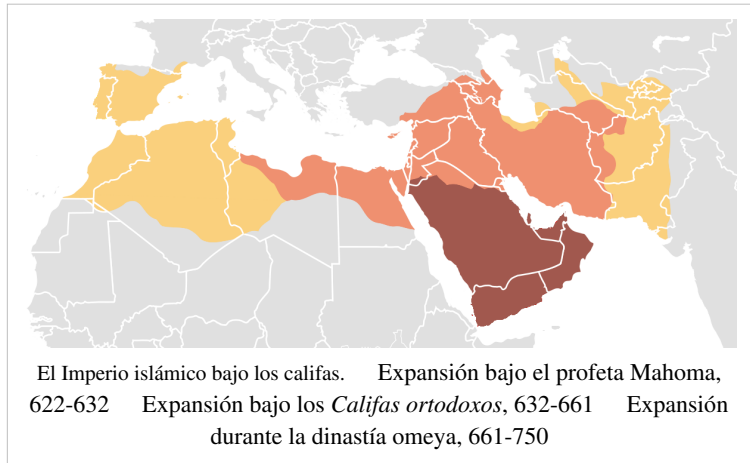 El Imperio islámico bajo los califas. Expansión bajo el profeta Mahoma,
622-632 Expansión bajo los Califas ortodoxos, 632-661 Expansión
durante la dinastía omeya, 661-750